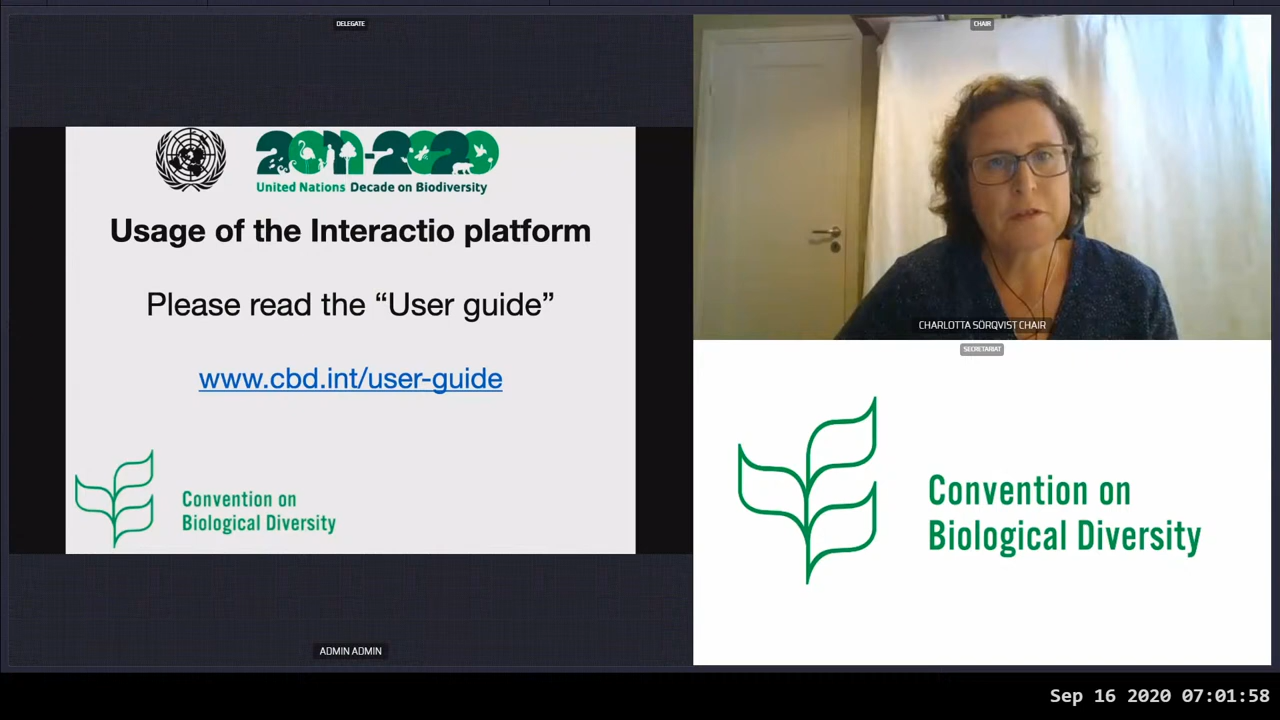 DELEGATE
2011-2020
United Nations Decade on Biodiversity
Usage of the Interactio platform
Please read the “User guide”
www.cbd.int/user-guide
Convention on
Biological Diversity
ADMIN ADMIN
CHAIR
CHARLOTTA SÖRQVIST CHAIR
SECRETARIAT
Convention on
Biological Diversity
Sep 16 2020 07:01:58